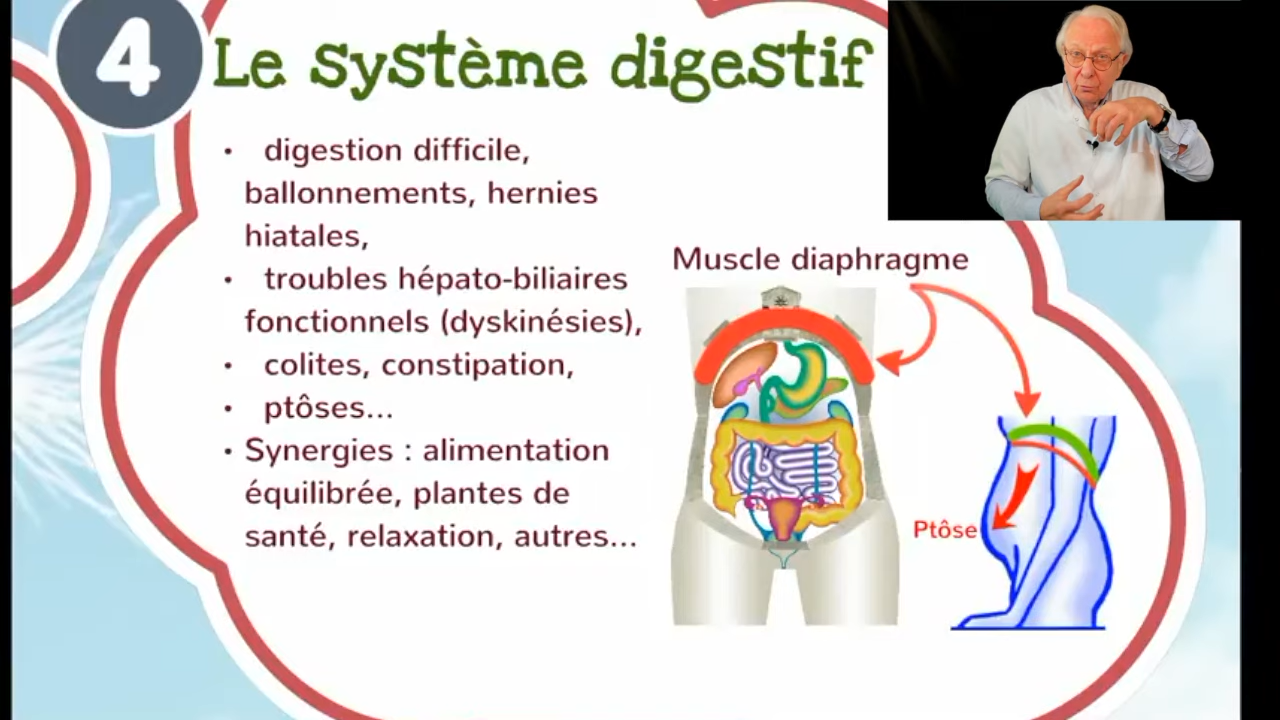 4
Le système digestif
• digestion difficile,
ballonnements, hernies
hiatales,
• troubles hépato-biliaires
fonctionnels (dyskinésies),
• colites, constipation,
• ptôses...
• Synergies : alimentation
équilibrée, plantes de
santé, relaxation, autres...
Muscle diaphragme
Ptôse